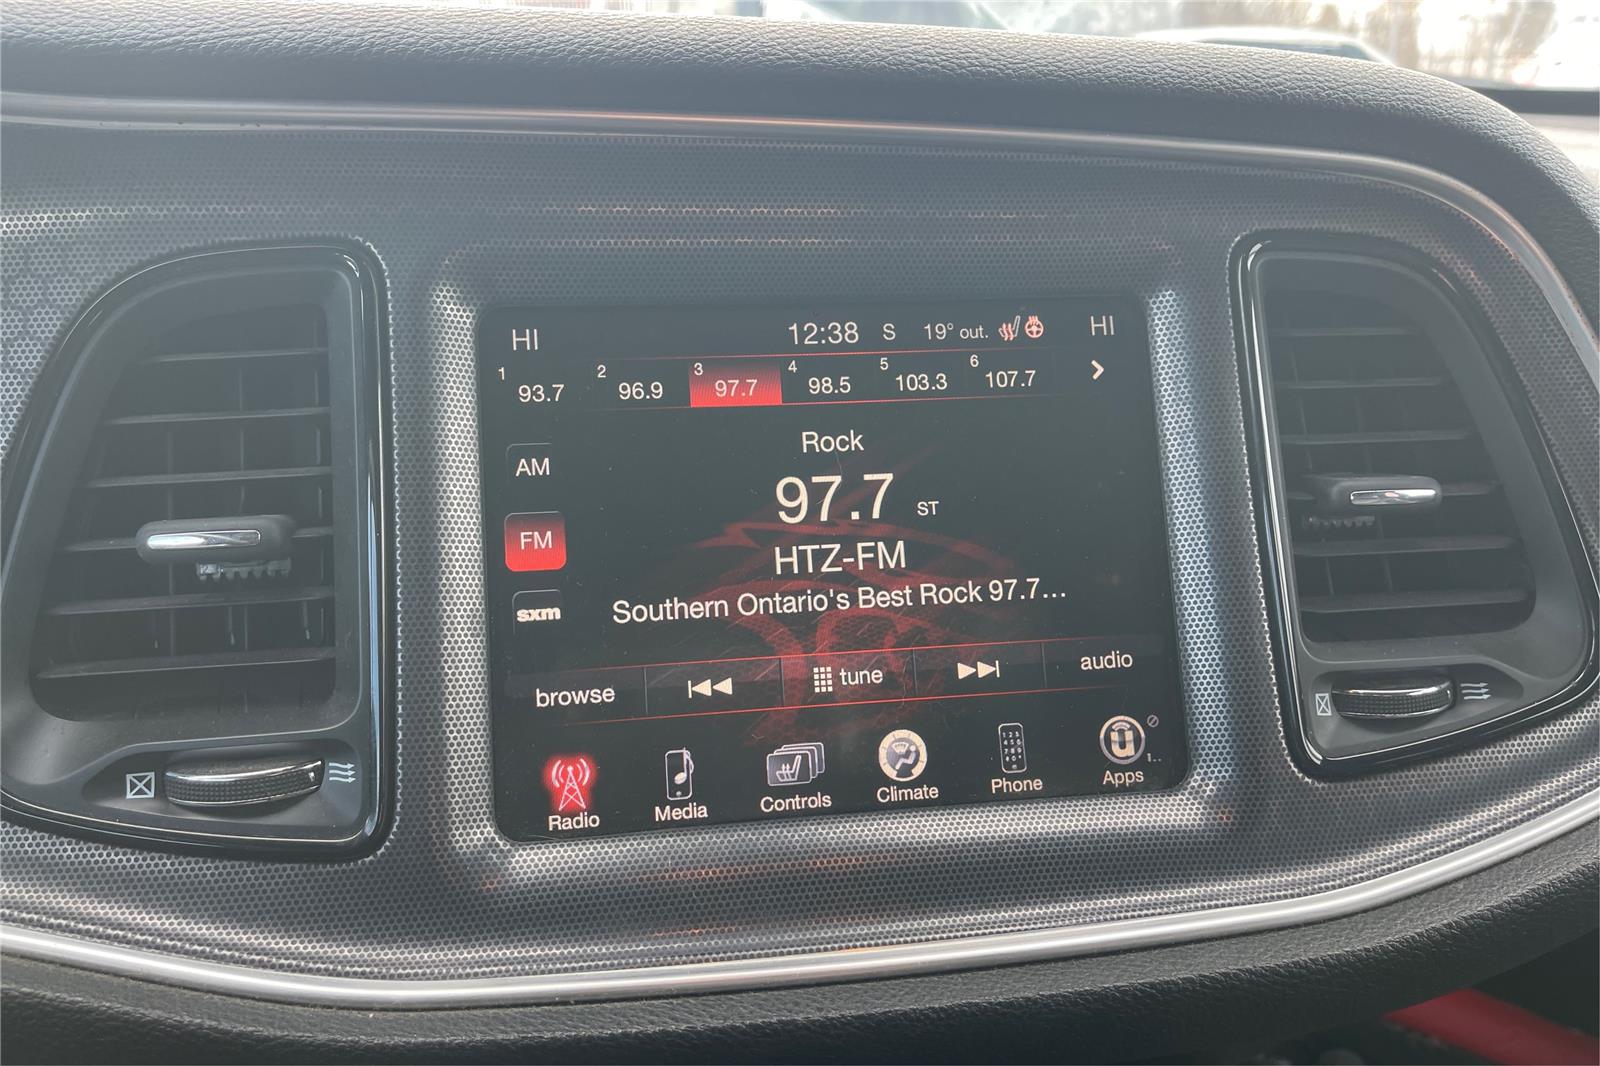 HI 12:38 S 19° out. HI
1 93.7 2 96.9 3 97.7 4 98.5 5 103.3 6 107.7
Rock
AM
97.7 ST
FM
HTZ-FM
sxm
Southern Ontario's Best Rock 97.7...
browse tune audio
Radio Media Controls Climate Phone Apps